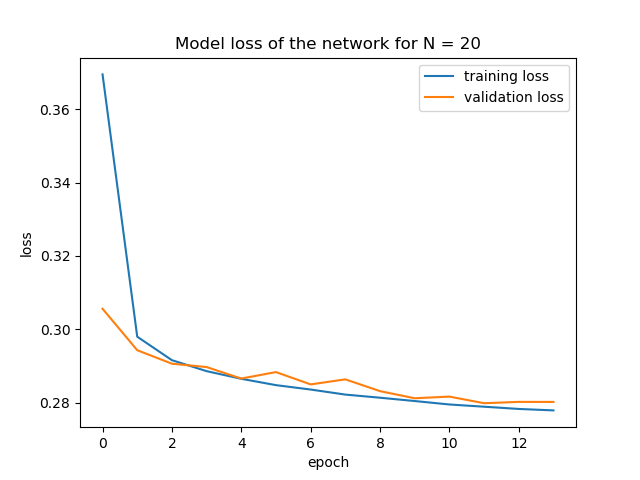 Model loss of the network for N = 20
training loss
validation loss
0.36
0.34
0.32
0.30
0.28
loss
0 2 4 6 8 10 12
epoch